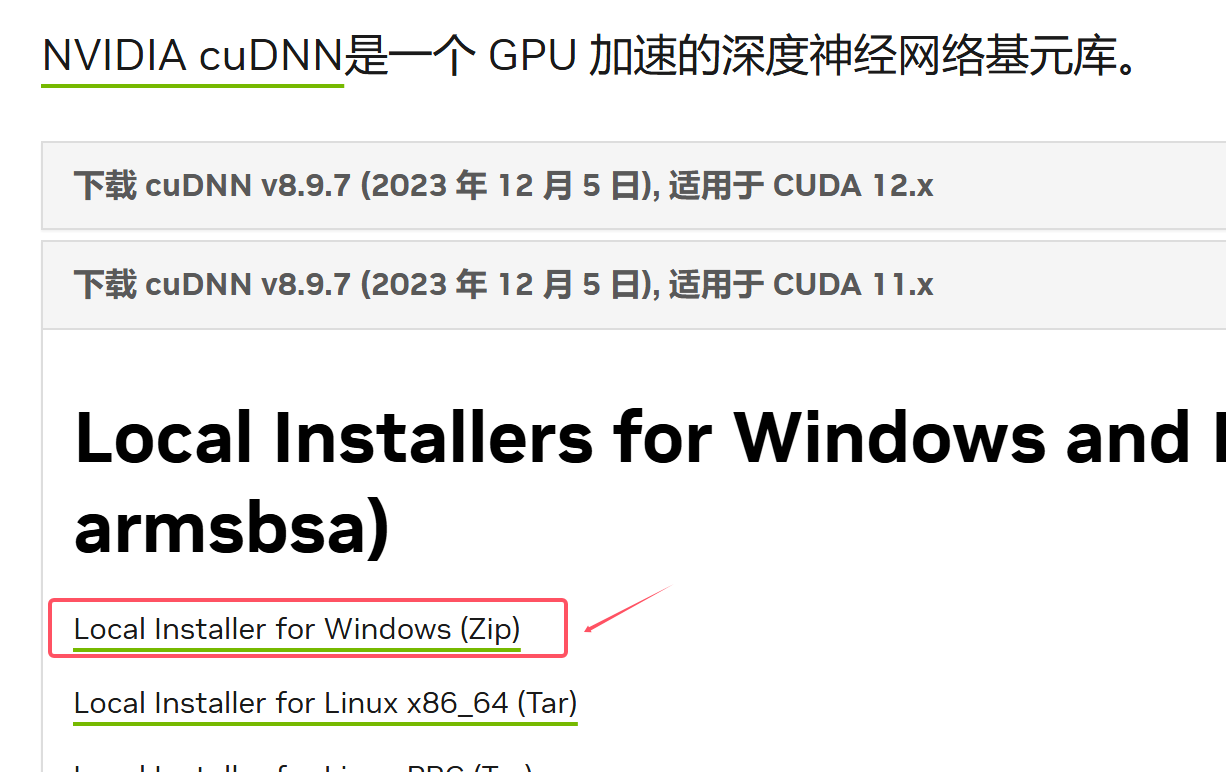 NVIDIA cuDNN是一个 GPU 加速的深度神经网络基元库。
下载 cuDNN v8.9.7 (2023 年 12 月 5 日), 适用于 CUDA 12.x
下载 cuDNN v8.9.7 (2023 年 12 月 5 日), 适用于 CUDA 11.x
Local Installers for Windows and
armsbsa)
Local Installer for Windows (Zip)
Local Installer for Linux x86_64 (Tar)